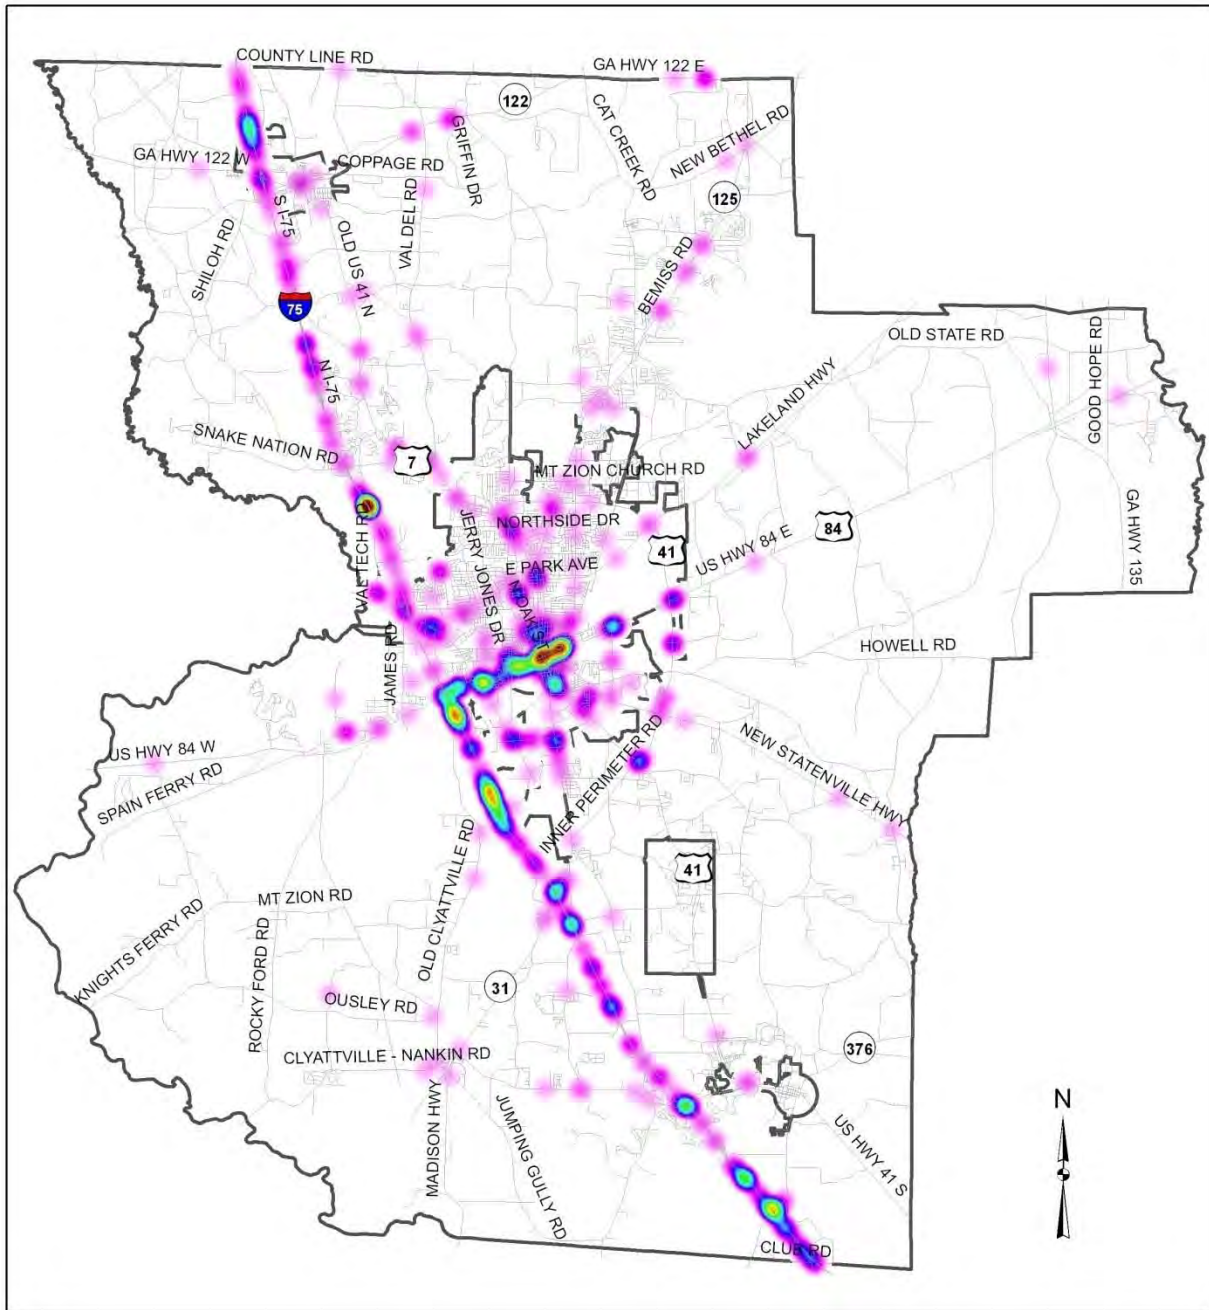 COUNTY LINE RD
GA HWY 122 E
122
CAT CREEK RD
NEW BETHEL RD
GRIFFIN DR
GA HWY 122 W
COPPAGE RD
125
VAL DEL RD
S I-75
OLD US 41 N
SHILOH RD
BEMISS RD
75
OLD STATE RD
GOOD HOPE RD
N I-75
LAKELAND HWY
SNAKE NATION RD
7
MT ZION CHURCH RD
GA HWY 135
NORTHSIDE DR
84
VAL TECH RD
JERRY JONES DR
41
US HWY 84 E
E PARK AVE
N OAK ST
JAMES RD
HOWELL RD
US HWY 84 W
SPAIN FERRY RD
INNER PERIMETER RD
NEW STATENVILLE HWY
OLD CLYATTVILLE RD
41
MT ZION RD
KNIGHTS FERRY RD
ROCKY FORD RD
31
OUSLEY RD
CLYATTVILLE - NANKIN RD
376
MADISON HWY
JUMPING GULLY RD
US HWY 41 S
CLUB RD
N